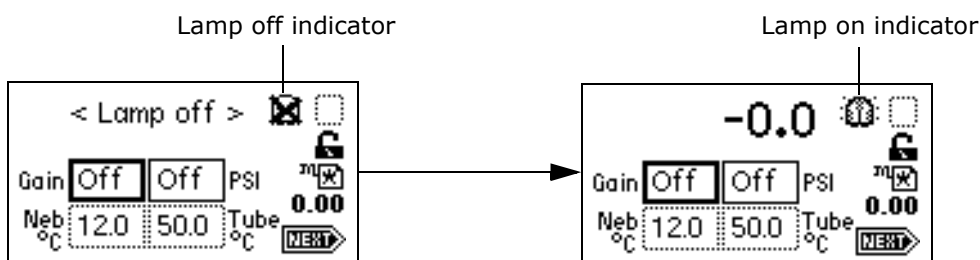 Lamp off indicator
Lamp on indicator
< Lamp off >
Gain Off Off PSI
0.00
Neb °C 12.0 50.0 Tube °C
NEXT
-0.0
Gain Off Off PSI
0.00
Neb °C 12.0 50.0 Tube °C
NEXT